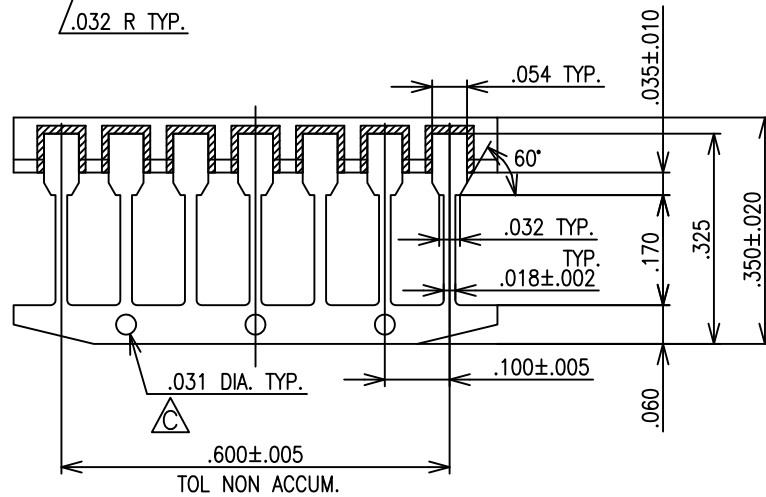 .032 R TYP.
.054 TYP.
.035±.010
60°
.032 TYP.
TYP.
.018±.002
.170
.325
.350±.020
.031 DIA. TYP.
C
.100±.005
.060
.600±.005
TOL NON ACCUM.